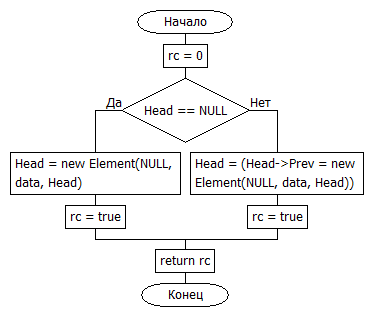 Начало
rc = 0
Head == NULL
Да
Нет
Head = new Element(NULL,
data, Head)
Head = (Head->Prev = new
Element(NULL, data, Head))
rc = true
rc = true
return rc
Конец